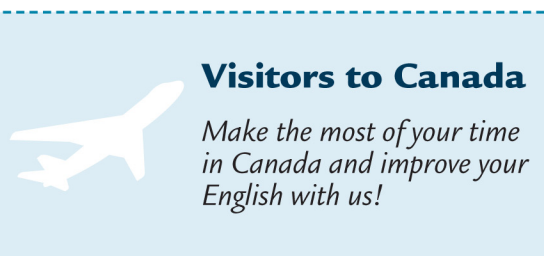 Visitors to Canada
Make the most of your time
in Canada and improve your
English with us!